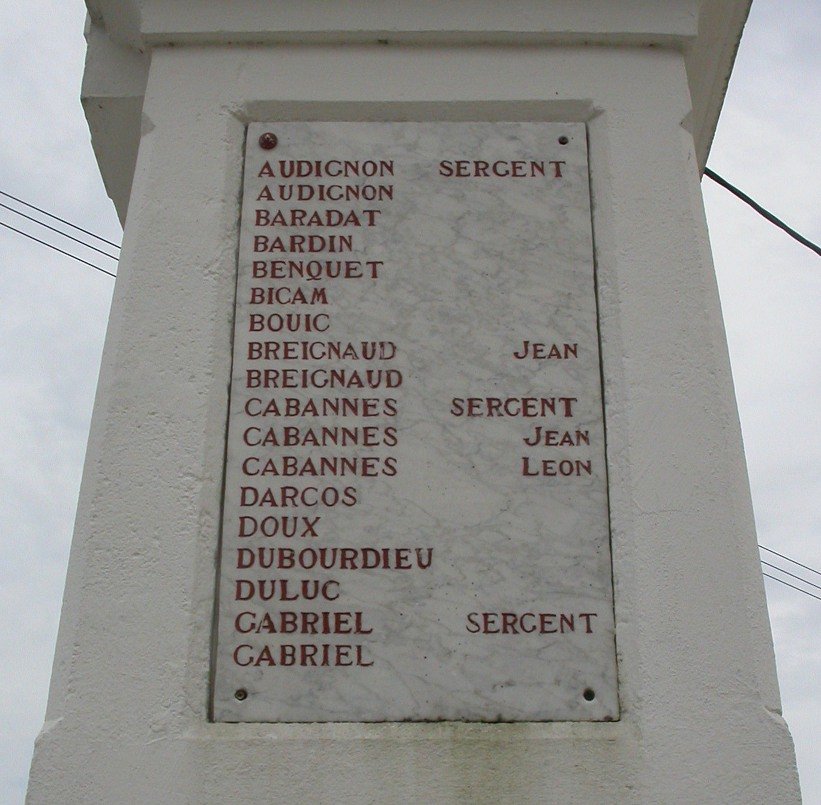 AUDIGNON SERGENT
AUDIGNON
BARADAT
BARDIN
BENQUET
BICAM
BOUIC
BREIGNAUD JEAN
BREIGNAUD
CABANNES SERGENT
CABANNES JEAN
CABANNES LEON
DARCOS
DOUX
DUBOURDIEU
DULUC
GABRIEL SERGENT
GABRIEL